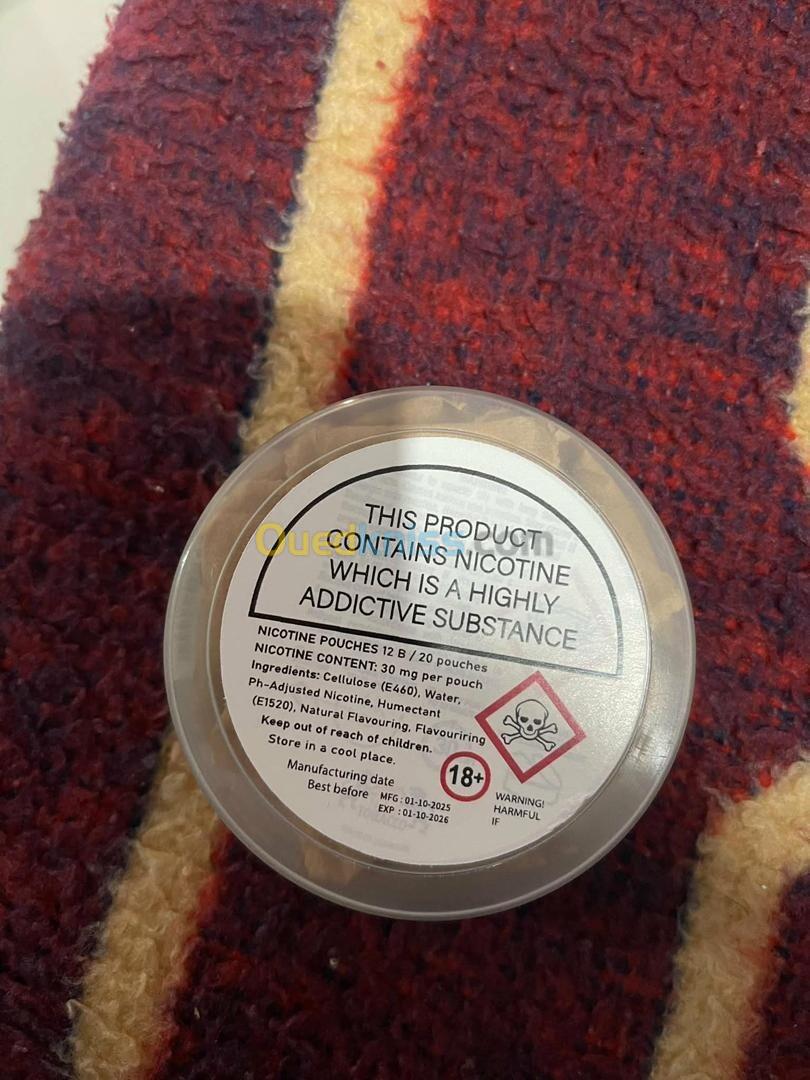 THIS PRODUCT
CONTAINS NICOTINE
WHICH IS A HIGHLY
ADDICTIVE SUBSTANCE
Ouedkniss.com
NICOTINE POUCHES 12 B / 20 pouches
NICOTINE CONTENT: 30 mg per pouch
Ingredients: Cellulose (E460), Water,
Ph-Adjusted Nicotine, Humectant
(E1520), Natural Flavouring, Flavouriring
Keep out of reach of children.
Store in a cool place.
18+
Manufacturing date
Best before
MFG : 01-10-2025
EXP : 01-10-2026
WARNING!
HARMFUL
IF